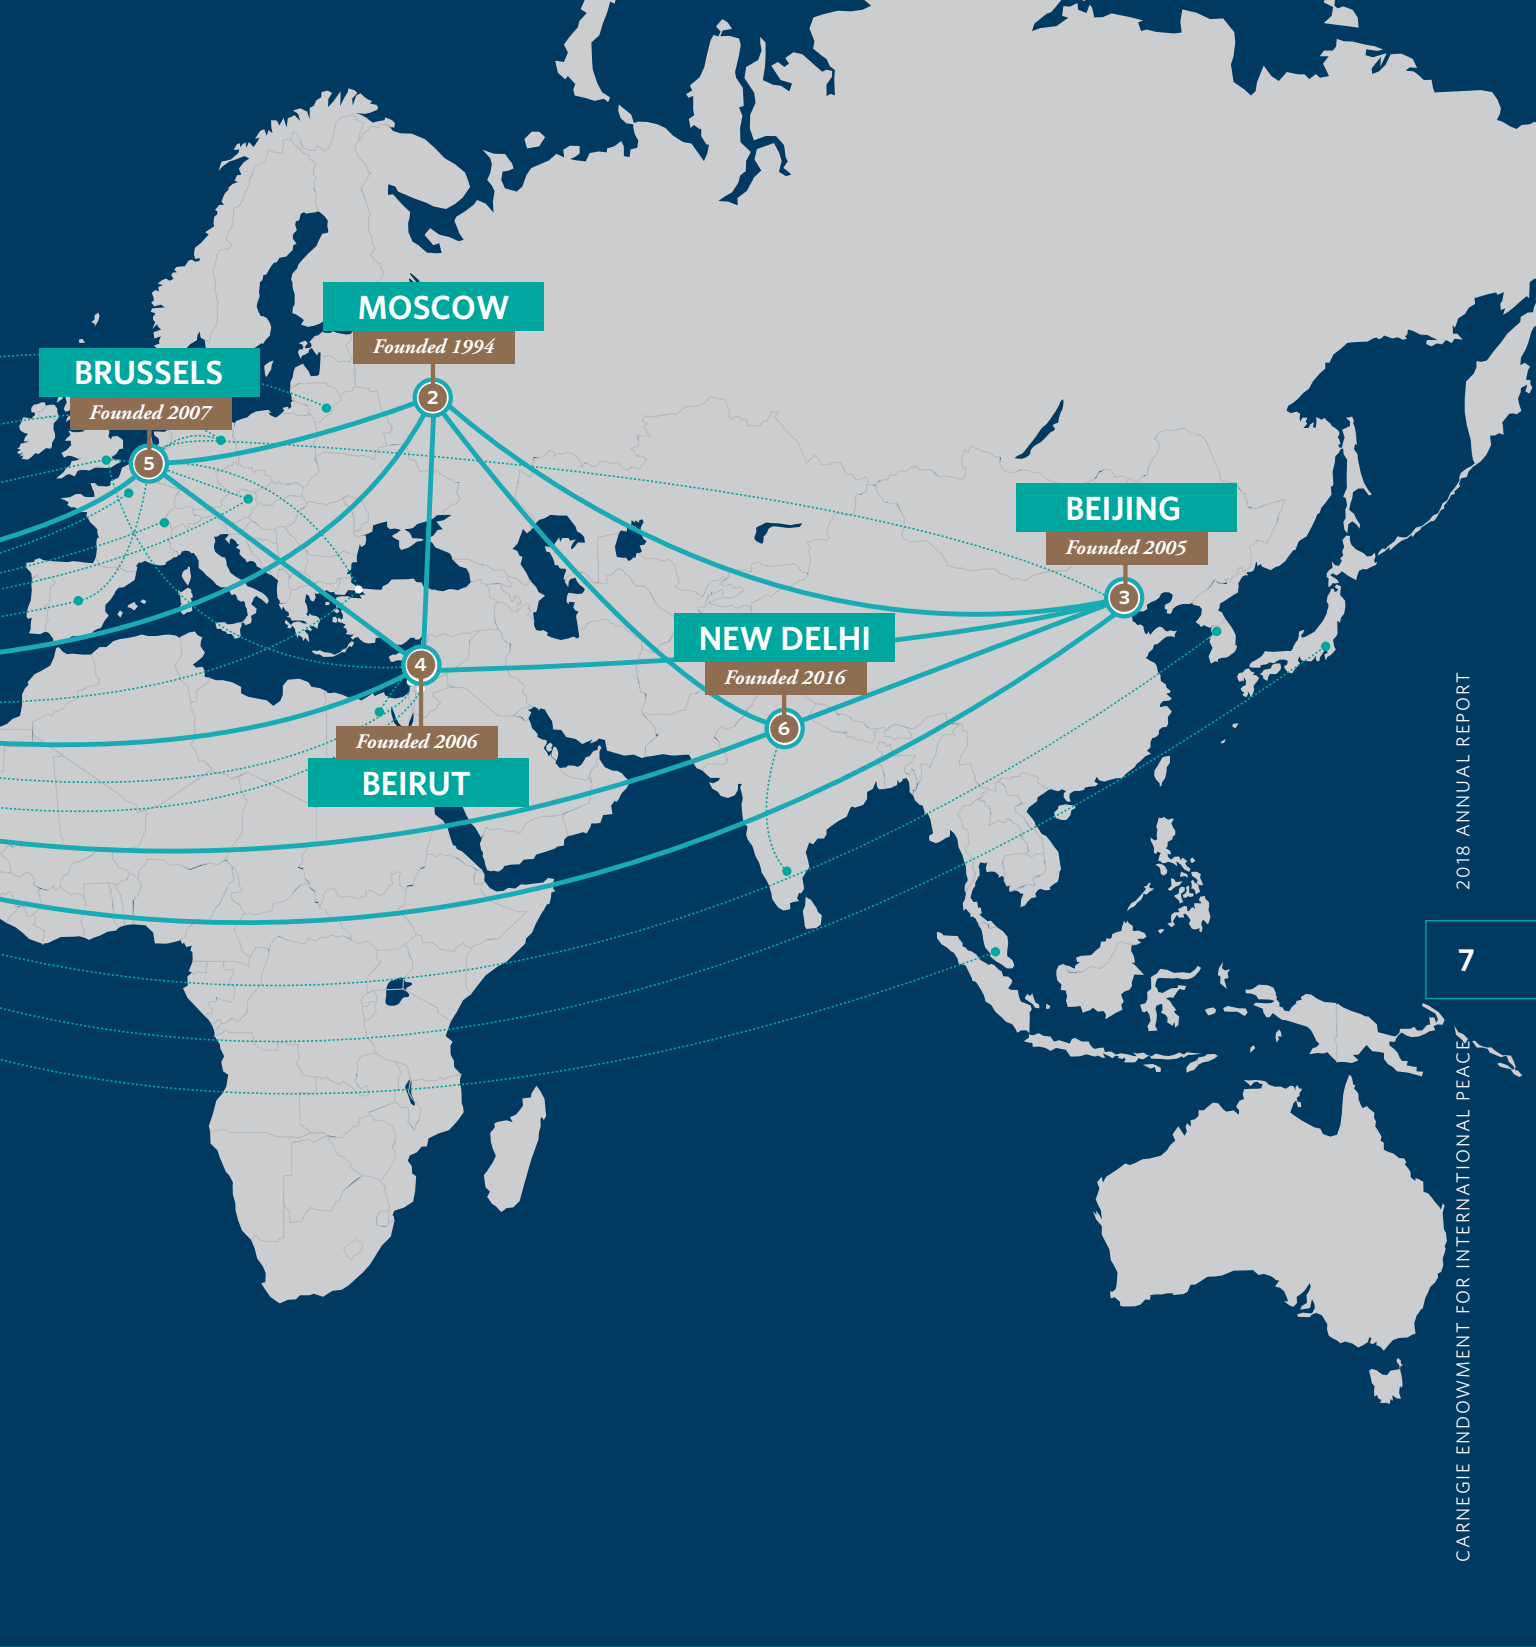 MOSCOW
Founded 1994
2
BRUSSELS
Founded 2007
5
BEIJING
Founded 2005
3
NEW DELHI
Founded 2016
6
4
Founded 2006
BEIRUT
2018 ANNUAL REPORT
7
CARNEGIE ENDOWMENT FOR INTERNATIONAL PEACE